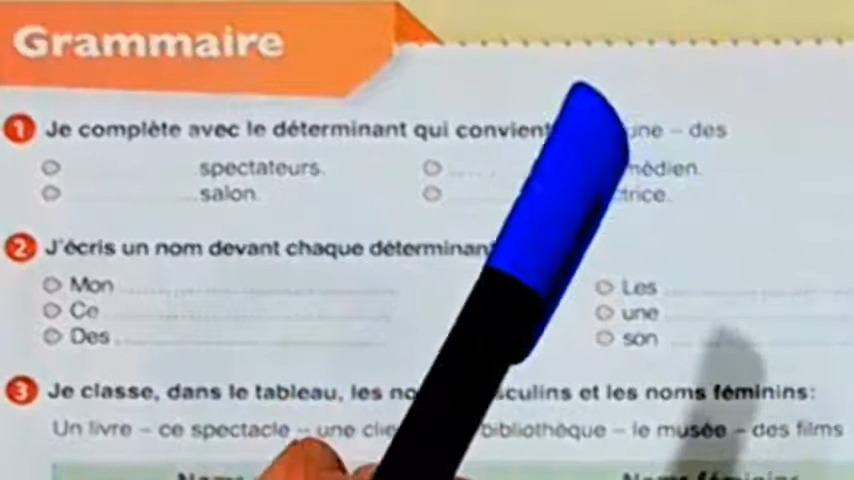 Grammaire
1 Je complète avec le déterminant qui convient une - des
spectateurs.
salon.
2 J'écris un nom devant chaque déterminant
Mon Les
Ce une
Des son
3 Je classe, dans le tableau, les et les noms féminins:
Un livre - ce spectacle - une bibliothèque - le musée - des films
Noms féminins